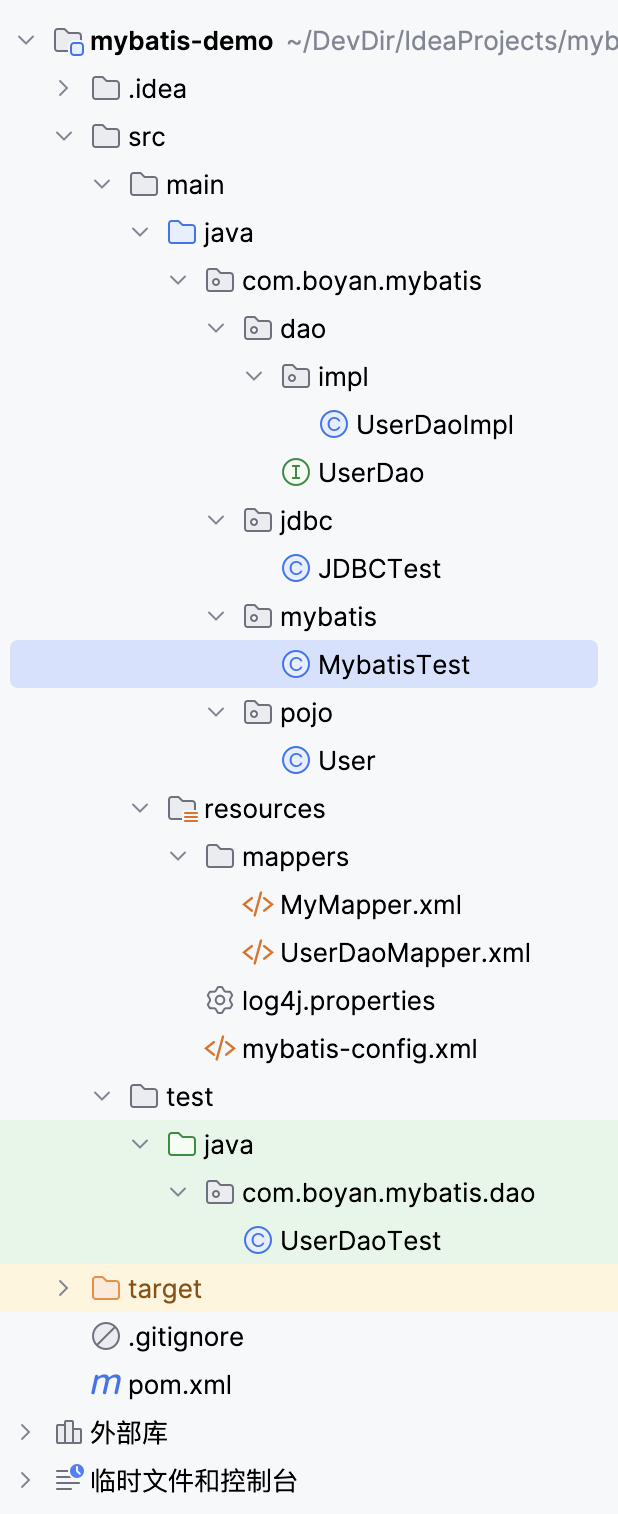 mybatis-demo ~/DevDir/IdeaProjects/myb
.idea
src
main
java
com.boyan.mybatis
dao
impl
UserDaoImpl
UserDao
jdbc
JDBCTest
mybatis
MybatisTest
pojo
User
resources
mappers
MyMapper.xml
UserDaoMapper.xml
log4j.properties
mybatis-config.xml
test
java
com.boyan.mybatis.dao
UserDaoTest
target
.gitignore
pom.xml
外部库
临时文件和控制台